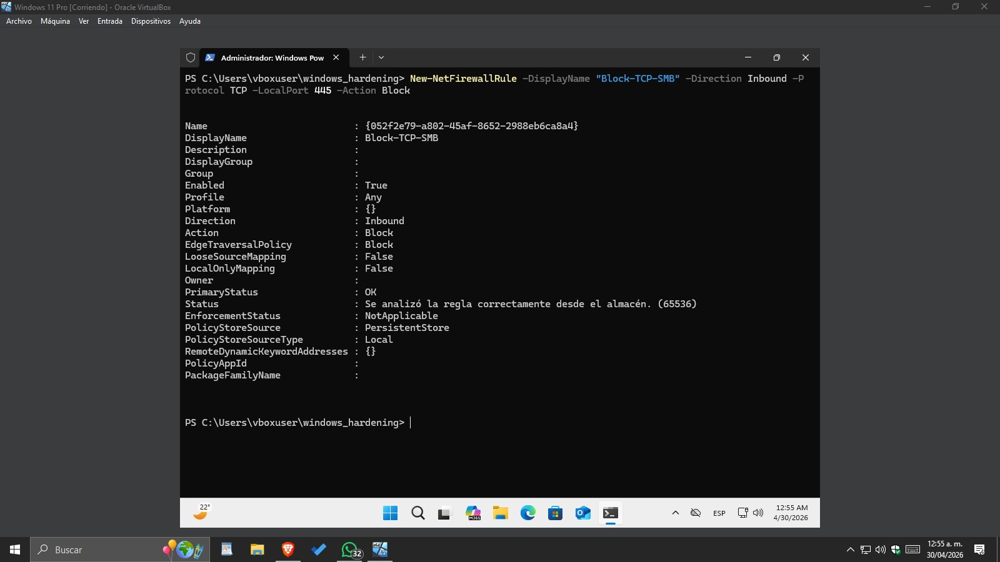 Windows 11 Pro [Corriendo] - Oracle VirtualBox
Archivo Máquina Ver Entrada Dispositivos Ayuda
Administrador: Windows Pow
PS C:\Users\vboxuser\windows_hardening> New-NetFirewallRule -DisplayName "Block-TCP-SMB" -Direction Inbound -P
rotocol TCP -LocalPort 445 -Action Block
Name : {052f2e79-a802-45af-8652-2988eb6ca8a4}
DisplayName : Block-TCP-SMB
Description :
DisplayGroup :
Group :
Enabled : True
Profile : Any
Platform : {}
Direction : Inbound
Action : Block
EdgeTraversalPolicy : Block
LooseSourceMapping : False
LocalOnlyMapping : False
Owner :
PrimaryStatus : OK
Status : Se analizó la regla correctamente desde el almacén. (65536)
EnforcementStatus : NotApplicable
PolicyStoreSource : PersistentStore
PolicyStoreSourceType : Local
RemoteDynamicKeywordAddresses : {}
PolicyAppId :
PackageFamilyName :
PS C:\Users\vboxuser\windows_hardening>
22°
M365
ESP
12:55 AM
4/30/2026
Buscar
32
x64
11
12:55 a. m.
30/04/2026